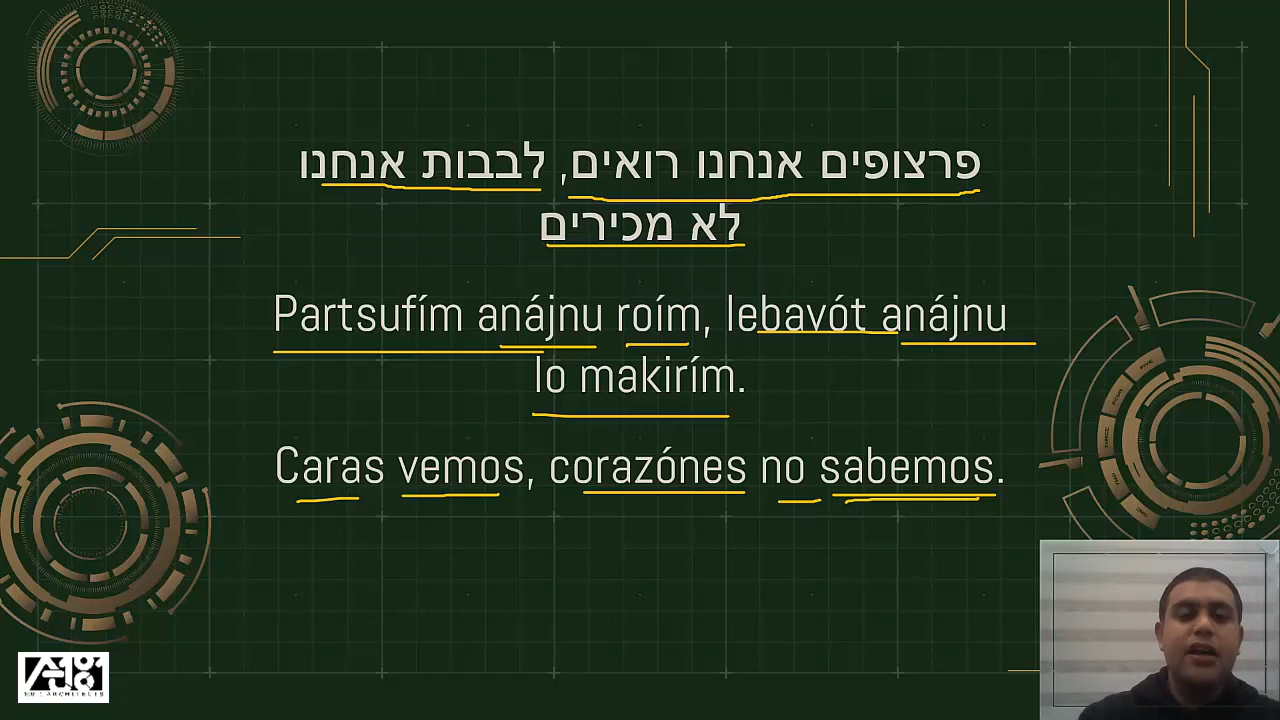 פרצופים אנחנו רואים, לבבות אנחנו
לא מכירים
Partsufím anájnu roím, lebavót anájnu
lo makirím.
Caras vemos, corazónes no sabemos.